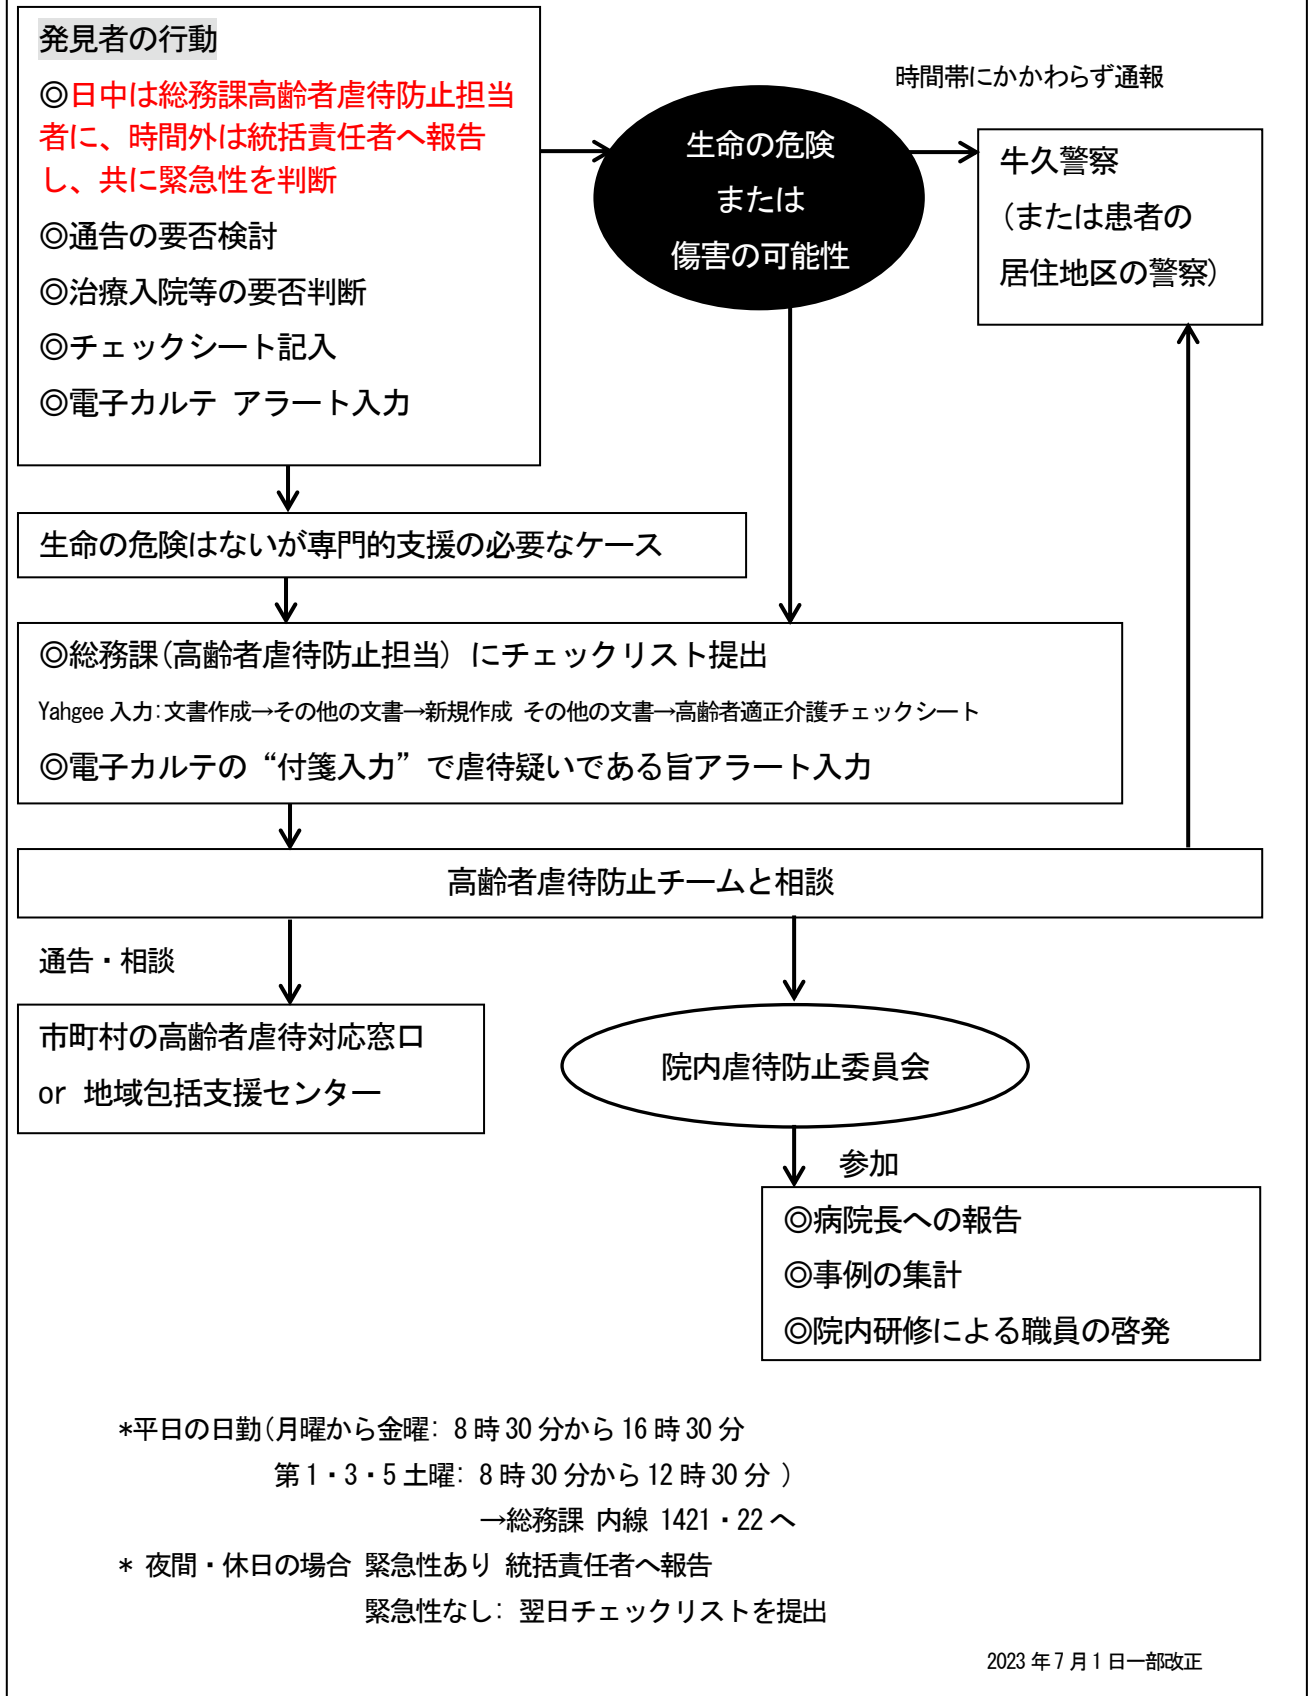 発見者の行動
◎日中は総務課高齢者虐待防止担当
者に、時間外は統括責任者へ報告
し、共に緊急性を判断
◎通告の要否検討
◎治療入院等の要否判断
◎チェックシート記入
◎電子カルテ アラート入力
生命の危険
または
傷害の可能性
時間帯にかかわらず通報
牛久警察
(または患者の
居住地区の警察)
生命の危険はないが専門的支援の必要なケース
◎総務課(高齢者虐待防止担当) にチェックリスト提出
Yahgee 入力:文書作成→その他の文書→新規作成 その他の文書→高齢者適正介護チェックシート
◎電子カルテの“付箋入力”で虐待疑いである旨アラート入力
高齢者虐待防止チームと相談
通告・相談
市町村の高齢者虐待対応窓口
or 地域包括支援センター
院内虐待防止委員会
参加
◎病院長への報告
◎事例の集計
◎院内研修による職員の啓発
*平日の日勤(月曜から金曜: 8時30分から16時30分
第1・3・5土曜: 8時30分から12時30分 )
→総務課 内線 1421・22へ
* 夜間・休日の場合 緊急性あり 統括責任者へ報告
緊急性なし: 翌日チェックリストを提出
2023年7月1日一部改正